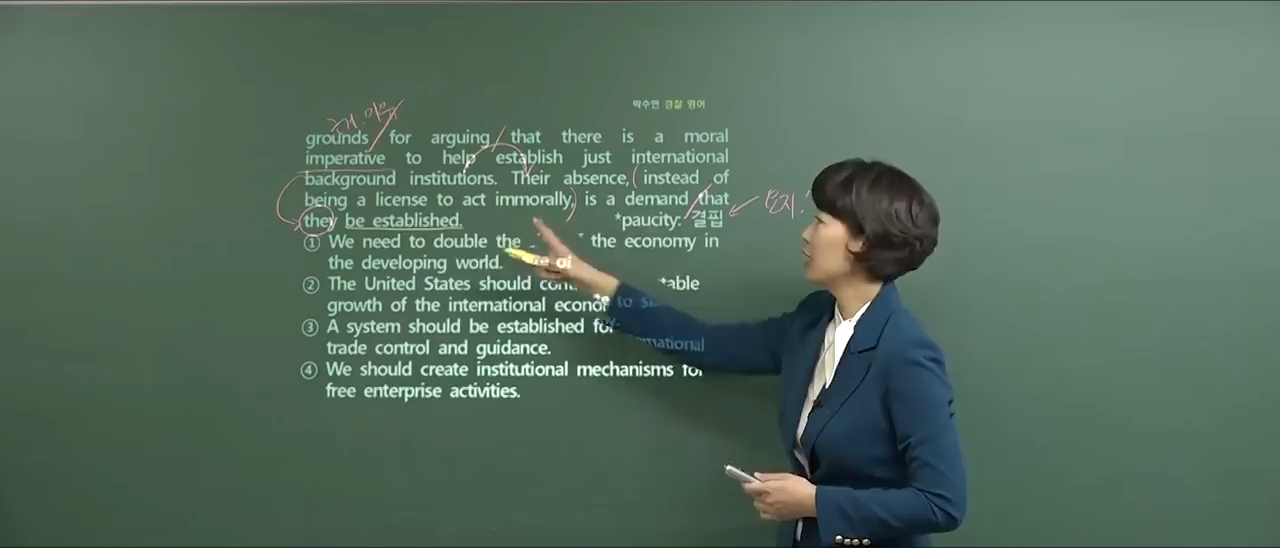 박수연 경찰 영어
근거. 이유
grounds for arguing that there is a moral
imperative to help establish just international
background institutions. Their absence, instead of
being a license to act immorally, is a demand that
they be established. *paucity: 결핍
① We need to double the the economy in
the developing world.
② The United States should table
growth of the international to
③ A system should be established for
trade control and guidance.
④ We should create institutional mechanisms for
free enterprise activities.